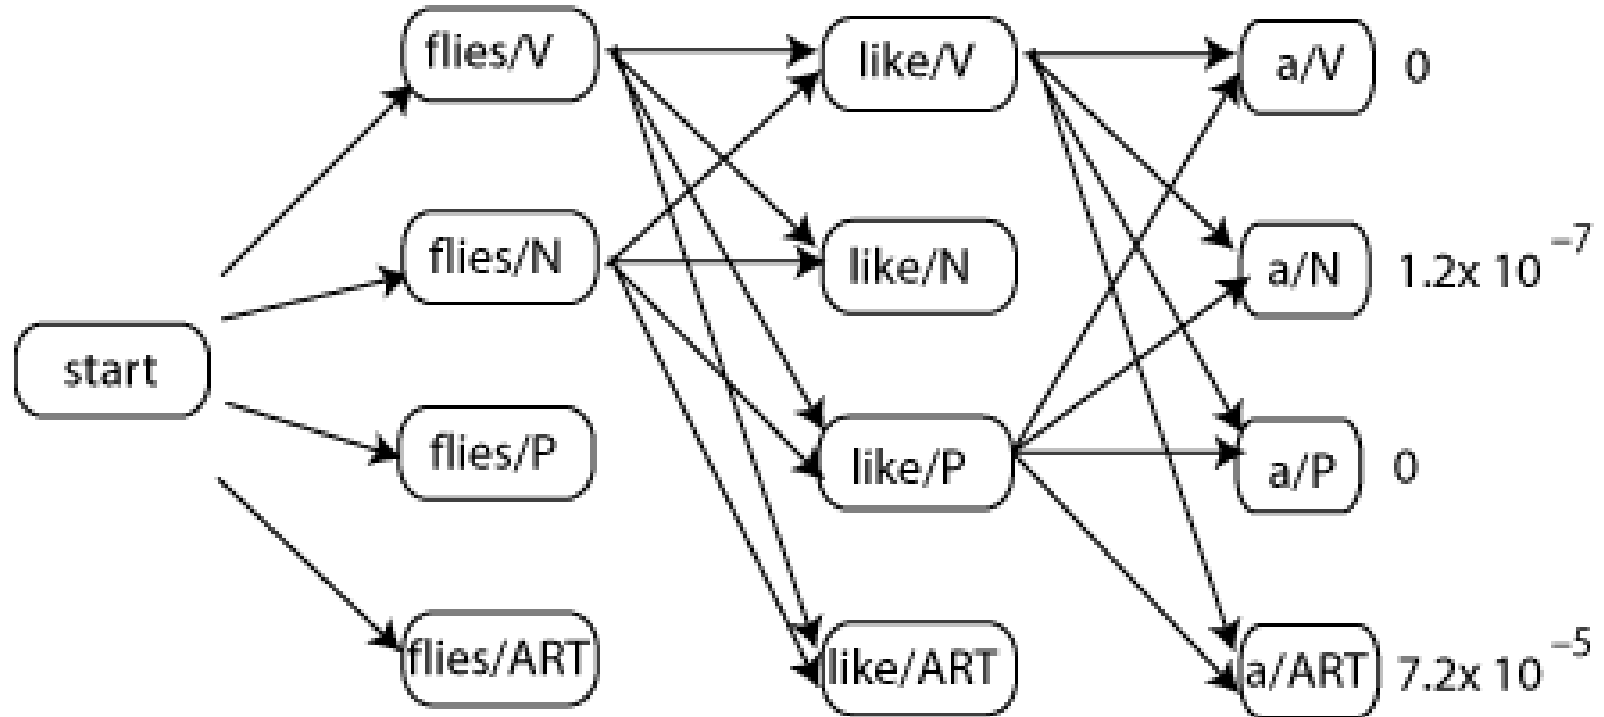 flies/V
like/V
a/V 0
flies/N
like/N
a/N 1.2x 10⁻⁷
start
flies/P
like/P
a/P 0
flies/ART
like/ART
a/ART 7.2x 10⁻⁵